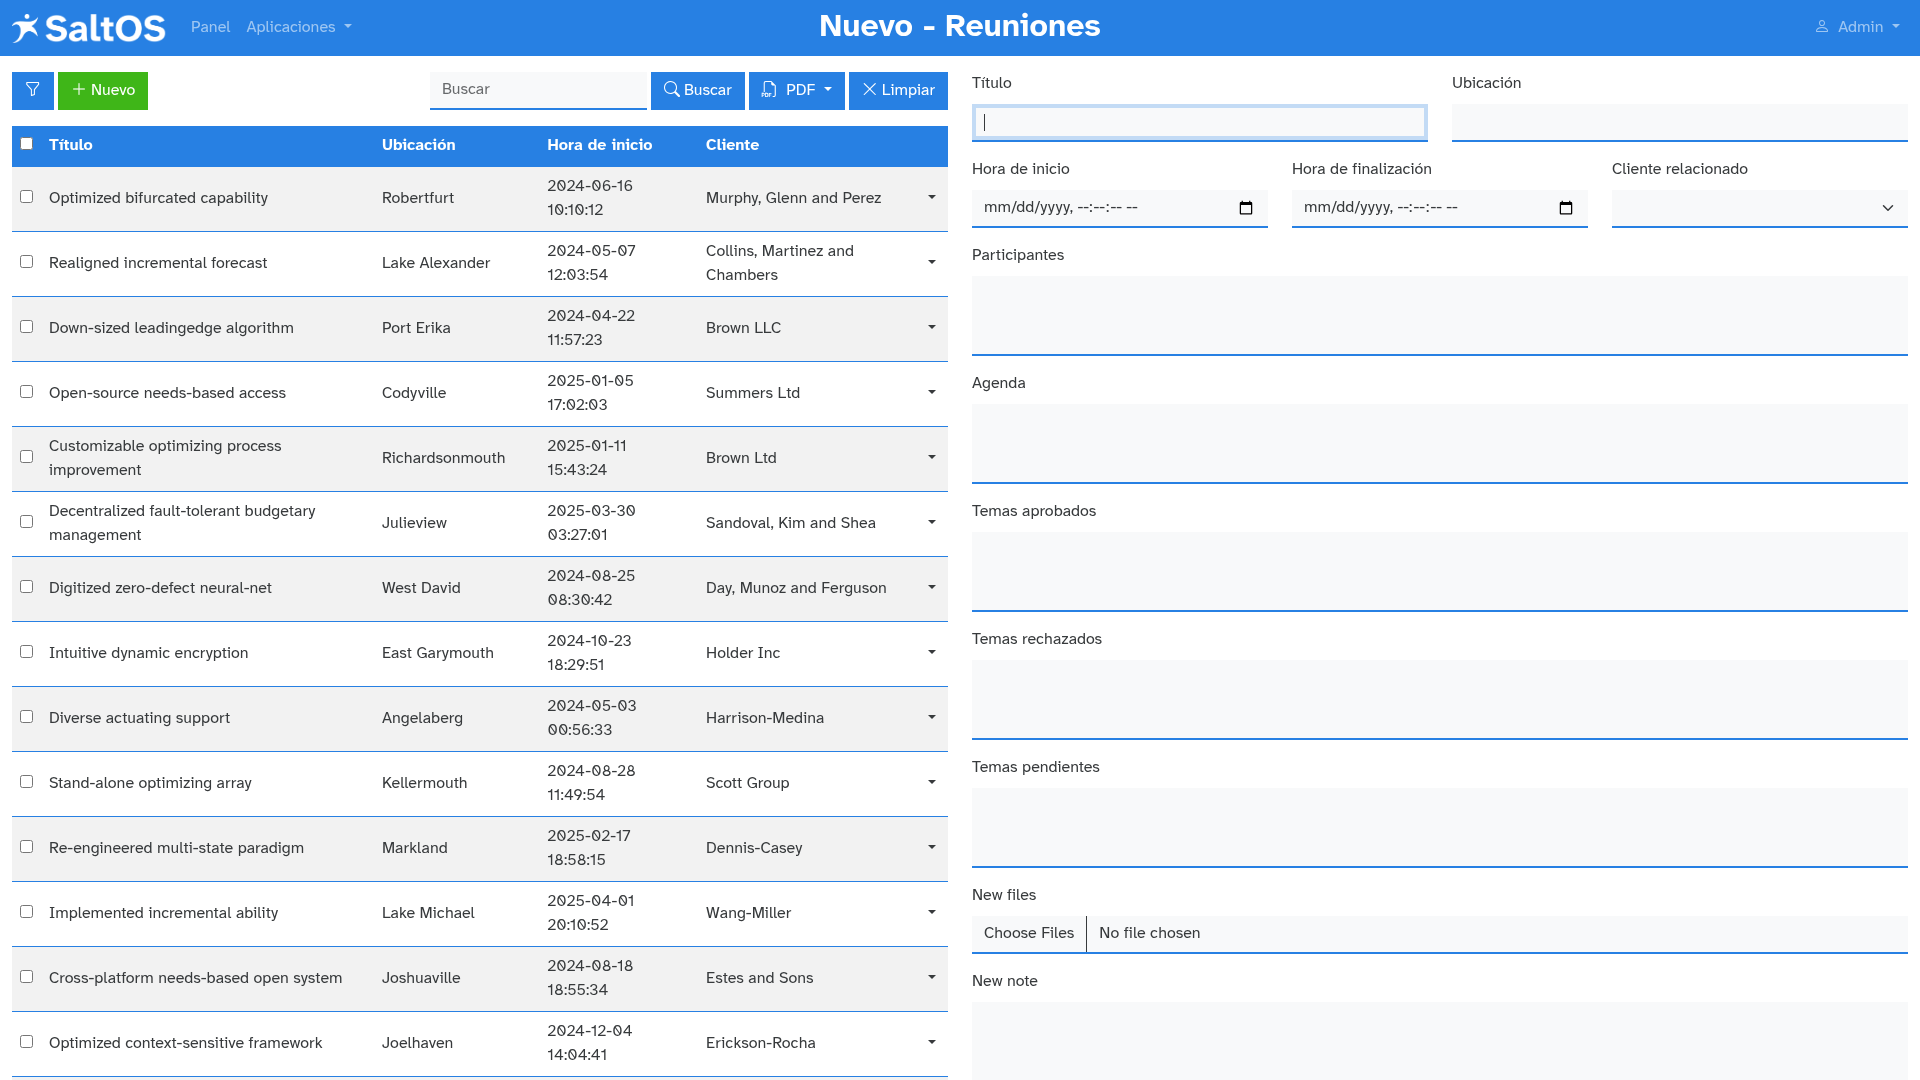 SaltOS
Panel
Aplicaciones
Nuevo - Reuniones
Admin
Nuevo
Buscar
Buscar
PDF
Limpiar
Título
Ubicación
Hora de inicio
Cliente
Optimized bifurcated capability
Robertfurt
2024-06-16
10:10:12
Murphy, Glenn and Perez
Realigned incremental forecast
Lake Alexander
2024-05-07
12:03:54
Collins, Martinez and
Chambers
Down-sized leadingedge algorithm
Port Erika
2024-04-22
11:57:23
Brown LLC
Open-source needs-based access
Codyville
2025-01-05
17:02:03
Summers Ltd
Customizable optimizing process
improvement
Richardsonmouth
2025-01-11
15:43:24
Brown Ltd
Decentralized fault-tolerant budgetary
management
Julieview
2025-03-30
03:27:01
Sandoval, Kim and Shea
Digitized zero-defect neural-net
West David
2024-08-25
08:30:42
Day, Munoz and Ferguson
Intuitive dynamic encryption
East Garymouth
2024-10-23
18:29:51
Holder Inc
Diverse actuating support
Angelaberg
2024-05-03
00:56:33
Harrison-Medina
Stand-alone optimizing array
Kellermouth
2024-08-28
11:49:54
Scott Group
Re-engineered multi-state paradigm
Markland
2025-02-17
18:58:15
Dennis-Casey
Implemented incremental ability
Lake Michael
2025-04-01
20:10:52
Wang-Miller
Cross-platform needs-based open system
Joshuaville
2024-08-18
18:55:34
Estes and Sons
Optimized context-sensitive framework
Joelhaven
2024-12-04
14:04:41
Erickson-Rocha
Título
Ubicación
Hora de inicio
Hora de finalización
Cliente relacionado
mm/dd/yyyy, --:--:-- --
mm/dd/yyyy, --:--:-- --
Participantes
Agenda
Temas aprobados
Temas rechazados
Temas pendientes
New files
Choose Files
No file chosen
New note